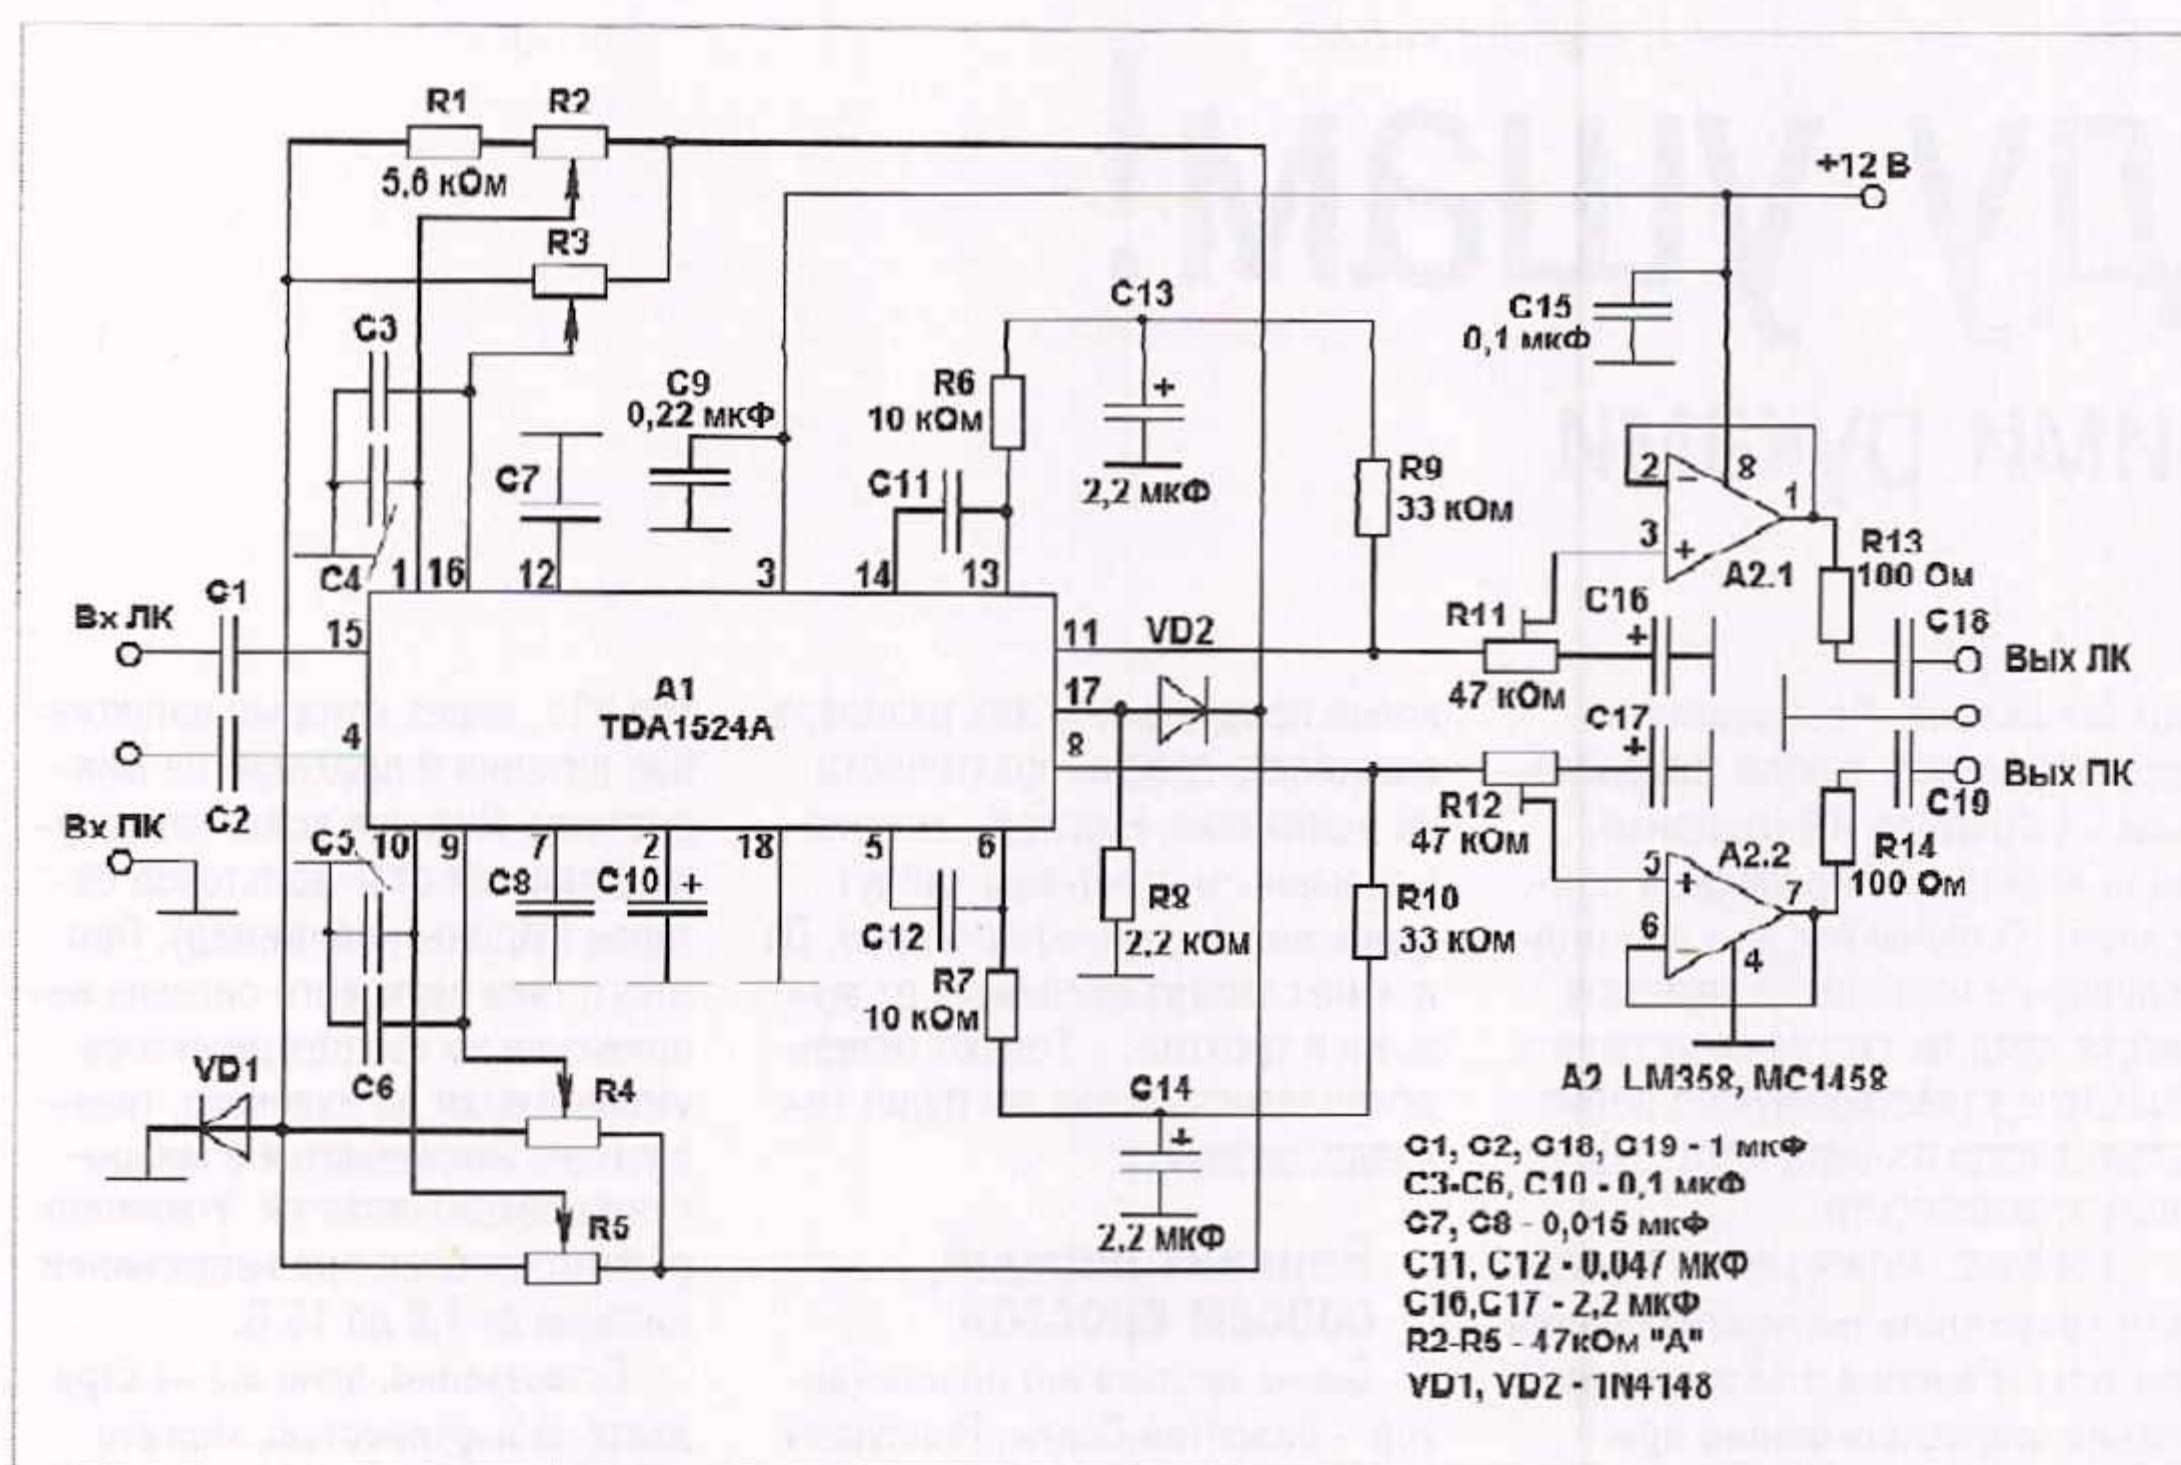 R1 R2
5,6 кОм
+12 В
R3
C13
C3
C15
0,1 мкФ
C9
0,22 мкФ
R6
10 кОм
+
C7
C11
2,2 мкФ
R9
33 кОм
2 − 8
1
3 +
A2.1
R13
100 Ом
C4 1 16 12 3 14 13
C1
Вх ЛК
15
11 VD2
R11
C16
+
C18
Вых ЛК
A1
TDA1524A
17
47 кОм
4
8
C17
+
Вых ПК
Вх ПК
C2
R12
47 кОм
C19
C5 10 9 7 2 18 5 6
5 +
A2.2
7
R14
100 Ом
C8 C10 +
C12
R8
2,2 кОм
R10
33 кОм
6 −
4
R7
10 кОм
VD1
C6
R4
C14
+
A2 LM358, MC1458
R5
2,2 мкФ
C1, C2, C18, C19 - 1 мкФ
C3-C6, C10 - 0,1 мкФ
C7, C8 - 0,015 мкФ
C11, C12 - 0,047 МКФ
C16,C17 - 2,2 мкФ
R2-R5 - 47кОм "А"
VD1, VD2 - 1N4148